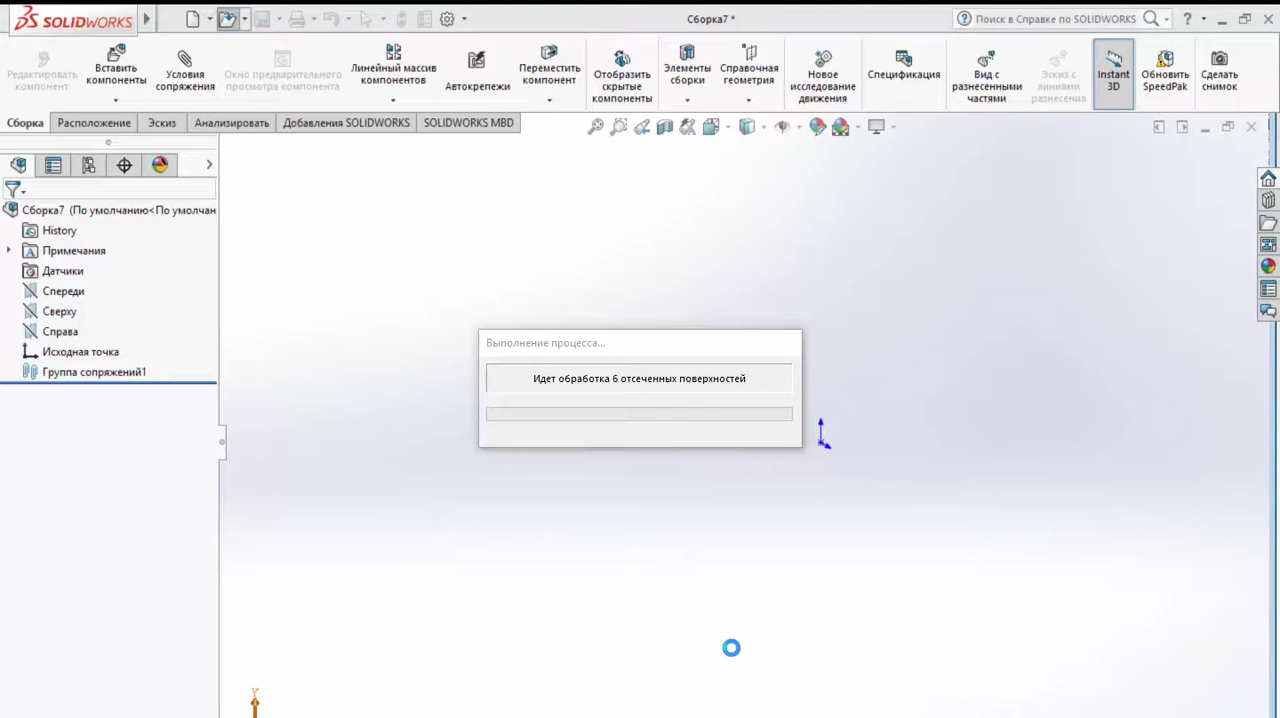 SOLIDWORKS
Сборка7 *
Поиск в Справке по SOLIDWORKS
?
Редактировать компонент
Вставить компоненты
Условия сопряжения
Окно предварительного просмотра компонента
Линейный массив компонентов
Автокрепежи
Переместить компонент
Отобразить скрытые компоненты
Элементы сборки
Справочная геометрия
Новое исследование движения
Спецификация
Вид с разнесенными частями
Эскиз с линиями разнесения
Instant 3D
Обновить SpeedPak
Сделать снимок
Сборка
Расположение
Эскиз
Анализировать
Добавления SOLIDWORKS
SOLIDWORKS MBD
Сборка7 (По умолчанию<По умолчан
History
Примечания
Датчики
Спереди
Сверху
Справа
Исходная точка
Группа сопряжений1
Выполнение процесса...
Идет обработка 6 отсеченных поверхностей
Y